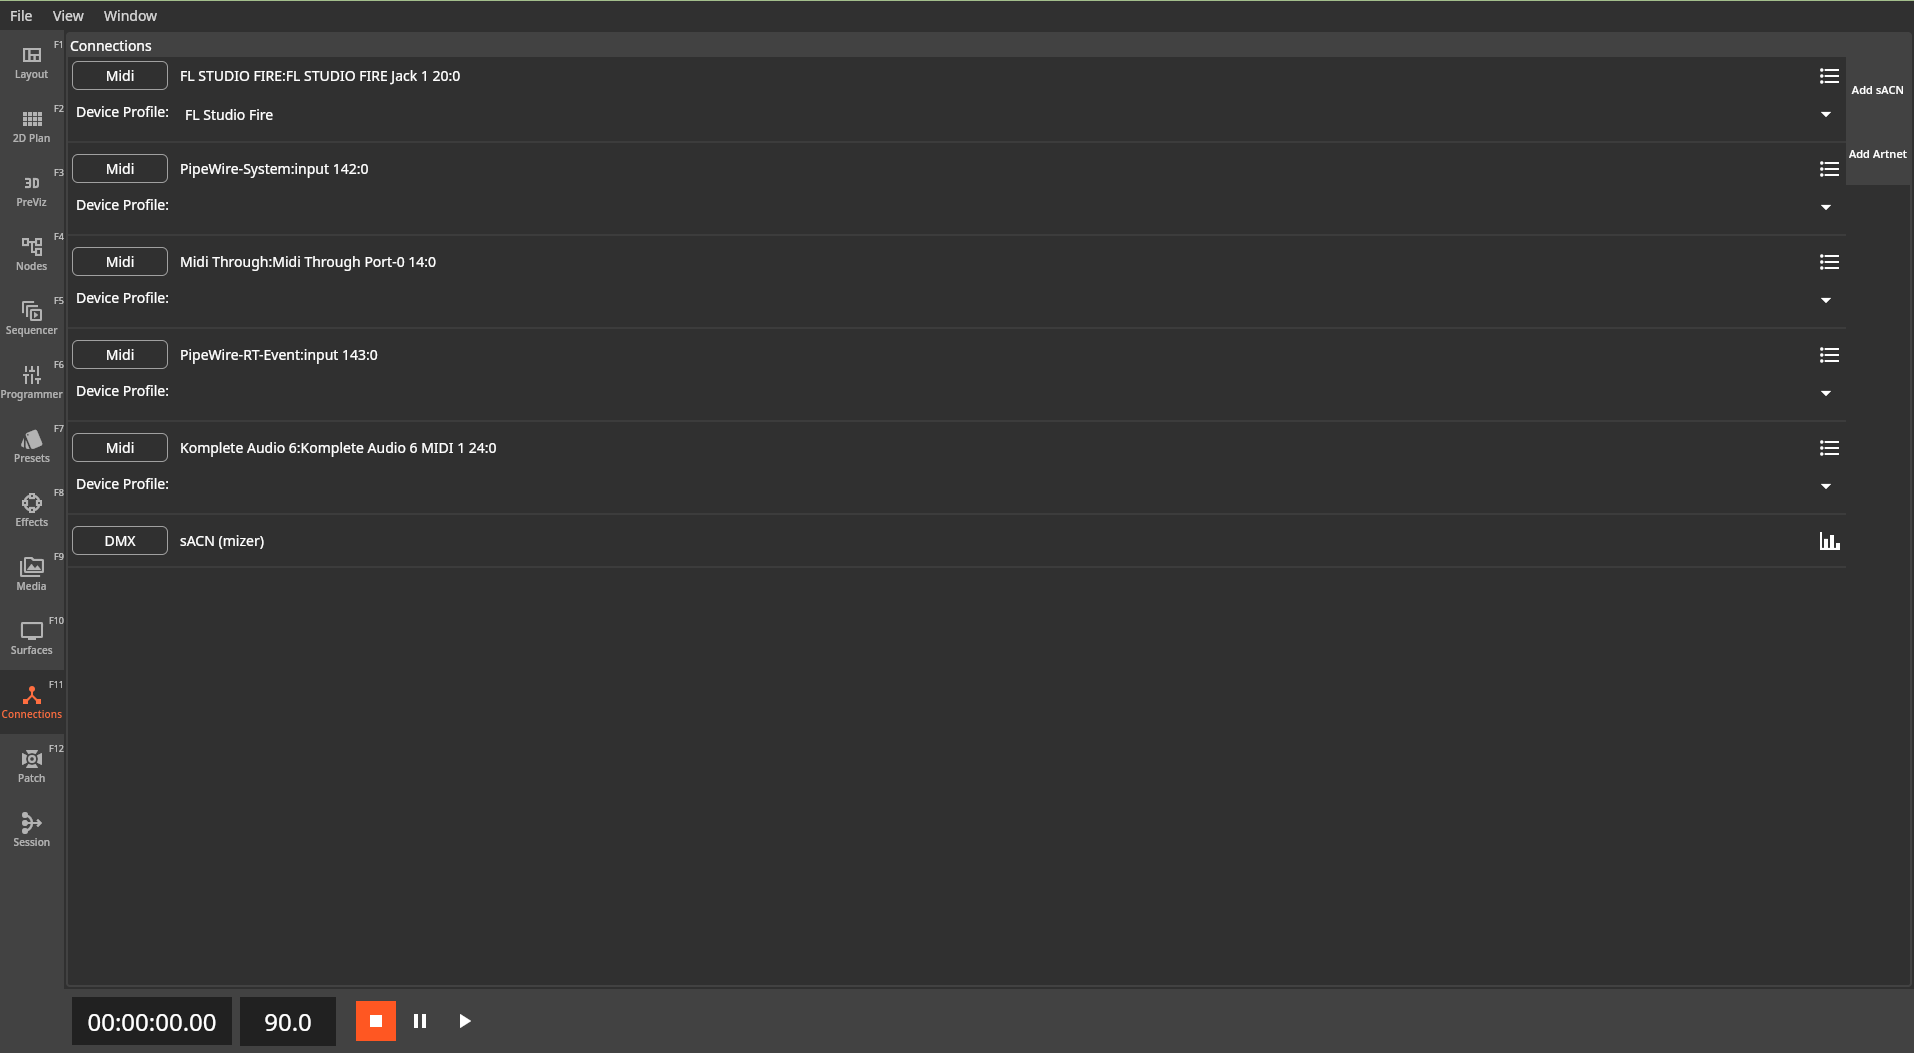 File View Window
F1
Layout
F2
2D Plan
F3
3D
PreViz
F4
Nodes
F5
Sequencer
F6
Programmer
F7
Presets
F8
Effects
F9
Media
F10
Surfaces
F11
Connections
F12
Patch
Session
Connections
Midi FL STUDIO FIRE:FL STUDIO FIRE Jack 1 20:0
Device Profile: FL Studio Fire
Midi PipeWire-System:input 142:0
Device Profile:
Midi Midi Through:Midi Through Port-0 14:0
Device Profile:
Midi PipeWire-RT-Event:input 143:0
Device Profile:
Midi Komplete Audio 6:Komplete Audio 6 MIDI 1 24:0
Device Profile:
DMX sACN (mizer)
Add sACN
Add Artnet
00:00:00.00 90.0